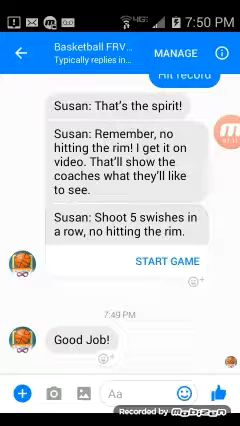 4G
7:50 PM
Basketball FRV...
Typically replies in...
MANAGE
Hit record
Susan: That's the spirit!
Susan: Remember, no
hitting the rim! I get it on
video. That'll show the
coaches what they'll like
to see.
Susan: Shoot 5 swishes in
a row, no hitting the rim.
START GAME
7:49 PM
Good Job!
Aa
Recorded by Mobizen